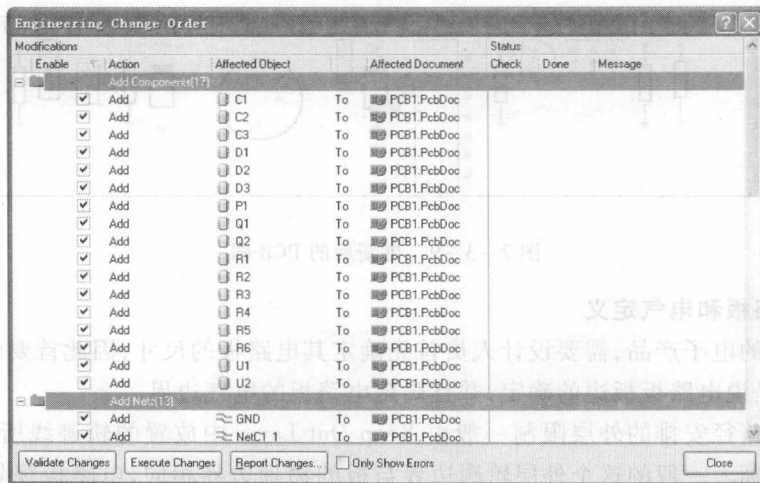 Engineering Change Order
Modifications Status
Enable Action Affected Object Affected Document Check Done Message
Add Components(17)
Add C1 To PCB1.PcbDoc
Add C2 To PCB1.PcbDoc
Add C3 To PCB1.PcbDoc
Add D1 To PCB1.PcbDoc
Add D2 To PCB1.PcbDoc
Add D3 To PCB1.PcbDoc
Add P1 To PCB1.PcbDoc
Add Q1 To PCB1.PcbDoc
Add Q2 To PCB1.PcbDoc
Add R1 To PCB1.PcbDoc
Add R2 To PCB1.PcbDoc
Add R3 To PCB1.PcbDoc
Add R4 To PCB1.PcbDoc
Add R5 To PCB1.PcbDoc
Add R6 To PCB1.PcbDoc
Add U1 To PCB1.PcbDoc
Add U2 To PCB1.PcbDoc
Add Nets(13)
Add GND To PCB1.PcbDoc
Add NetC1_1 To PCB1.PcbDoc
Validate Changes Execute Changes Report Changes... Only Show Errors Close